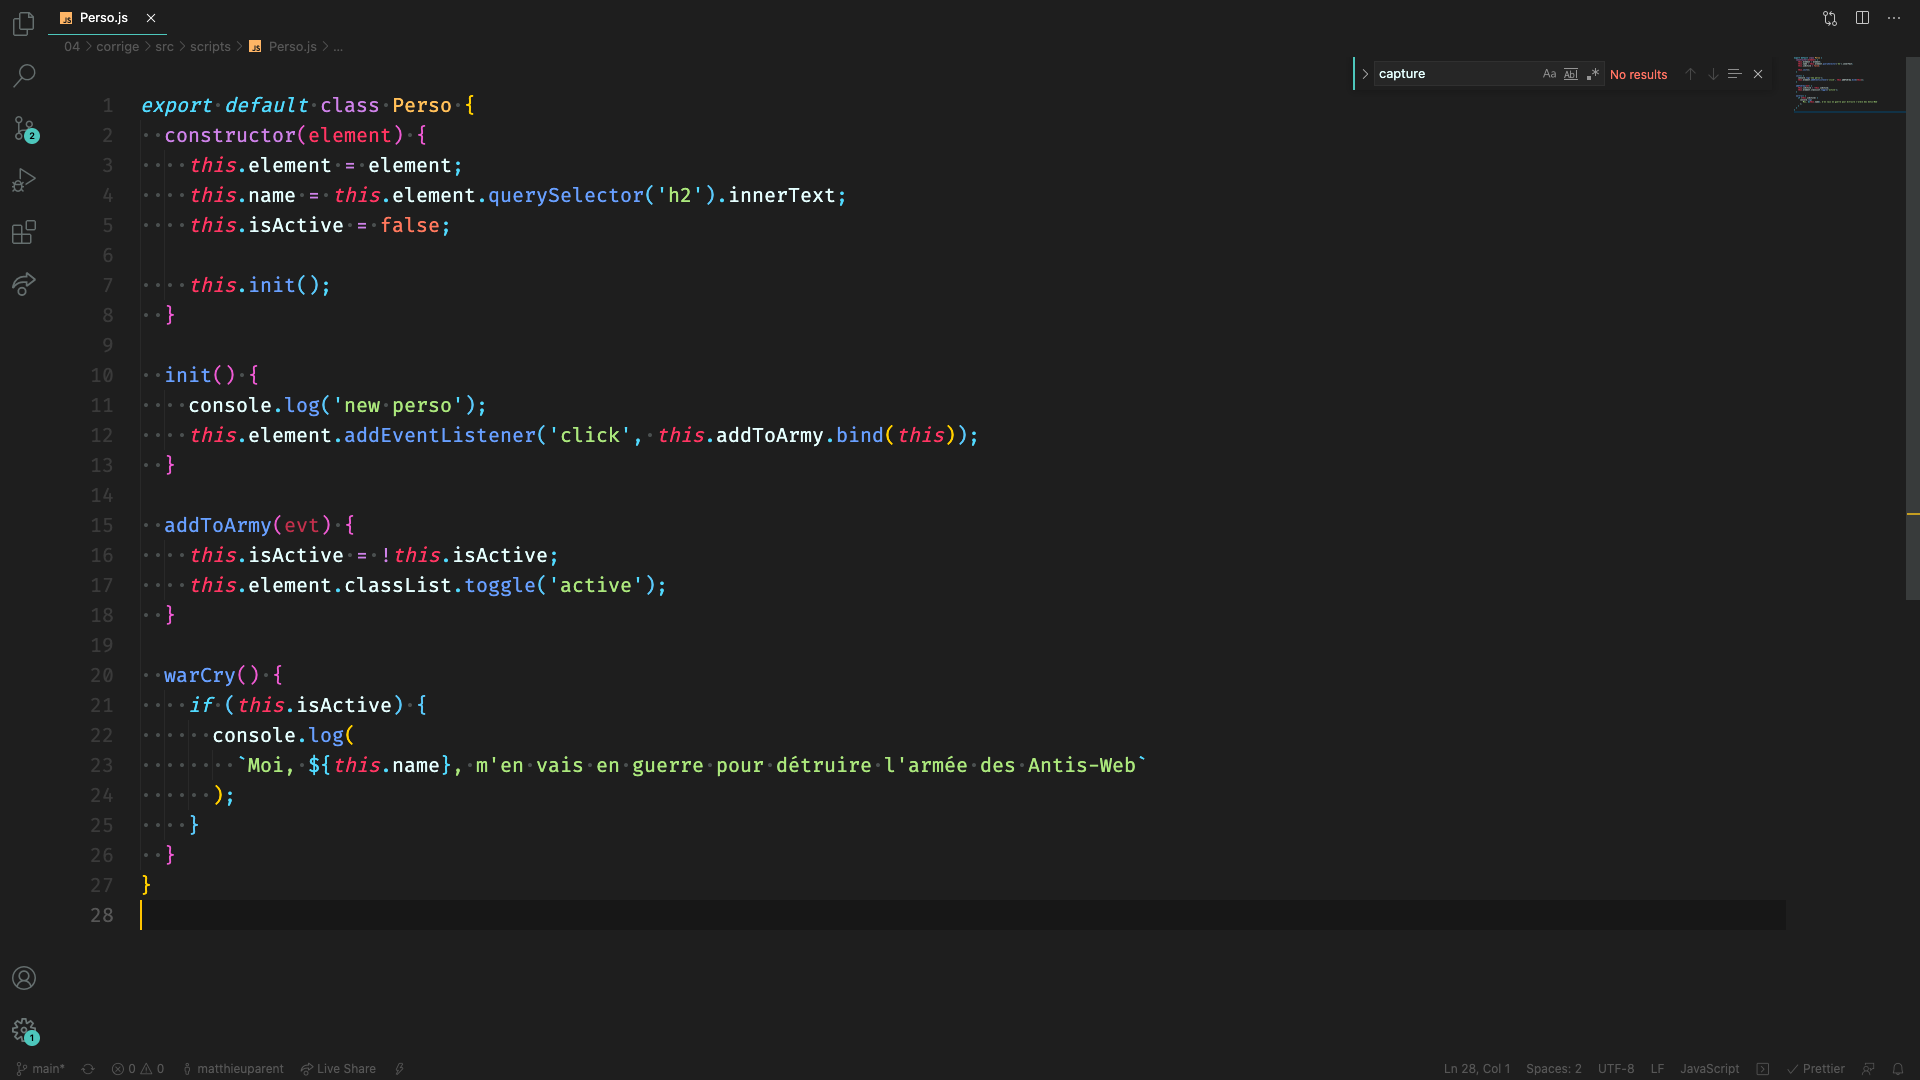 Perso.js
04 > corrige > src > scripts > Perso.js > ...
capture
Aa Abl .* No results
1 export default class Perso {
2 constructor(element) {
3 this.element = element;
4 this.name = this.element.querySelector('h2').innerText;
5 this.isActive = false;
6
7 this.init();
8 }
9
10 init() {
11 console.log('new perso');
12 this.element.addEventListener('click', this.addToArmy.bind(this));
13 }
14
15 addToArmy(evt) {
16 this.isActive = !this.isActive;
17 this.element.classList.toggle('active');
18 }
19
20 warCry() {
21 if (this.isActive) {
22 console.log(
23 `Moi, ${this.name}, m'en vais en guerre pour détruire l'armée des Antis-Web`
24 );
25 }
26 }
27 }
28
2
1
main* 0 0 matthieuparent Live Share
Ln 28, Col 1 Spaces: 2 UTF-8 LF JavaScript Prettier